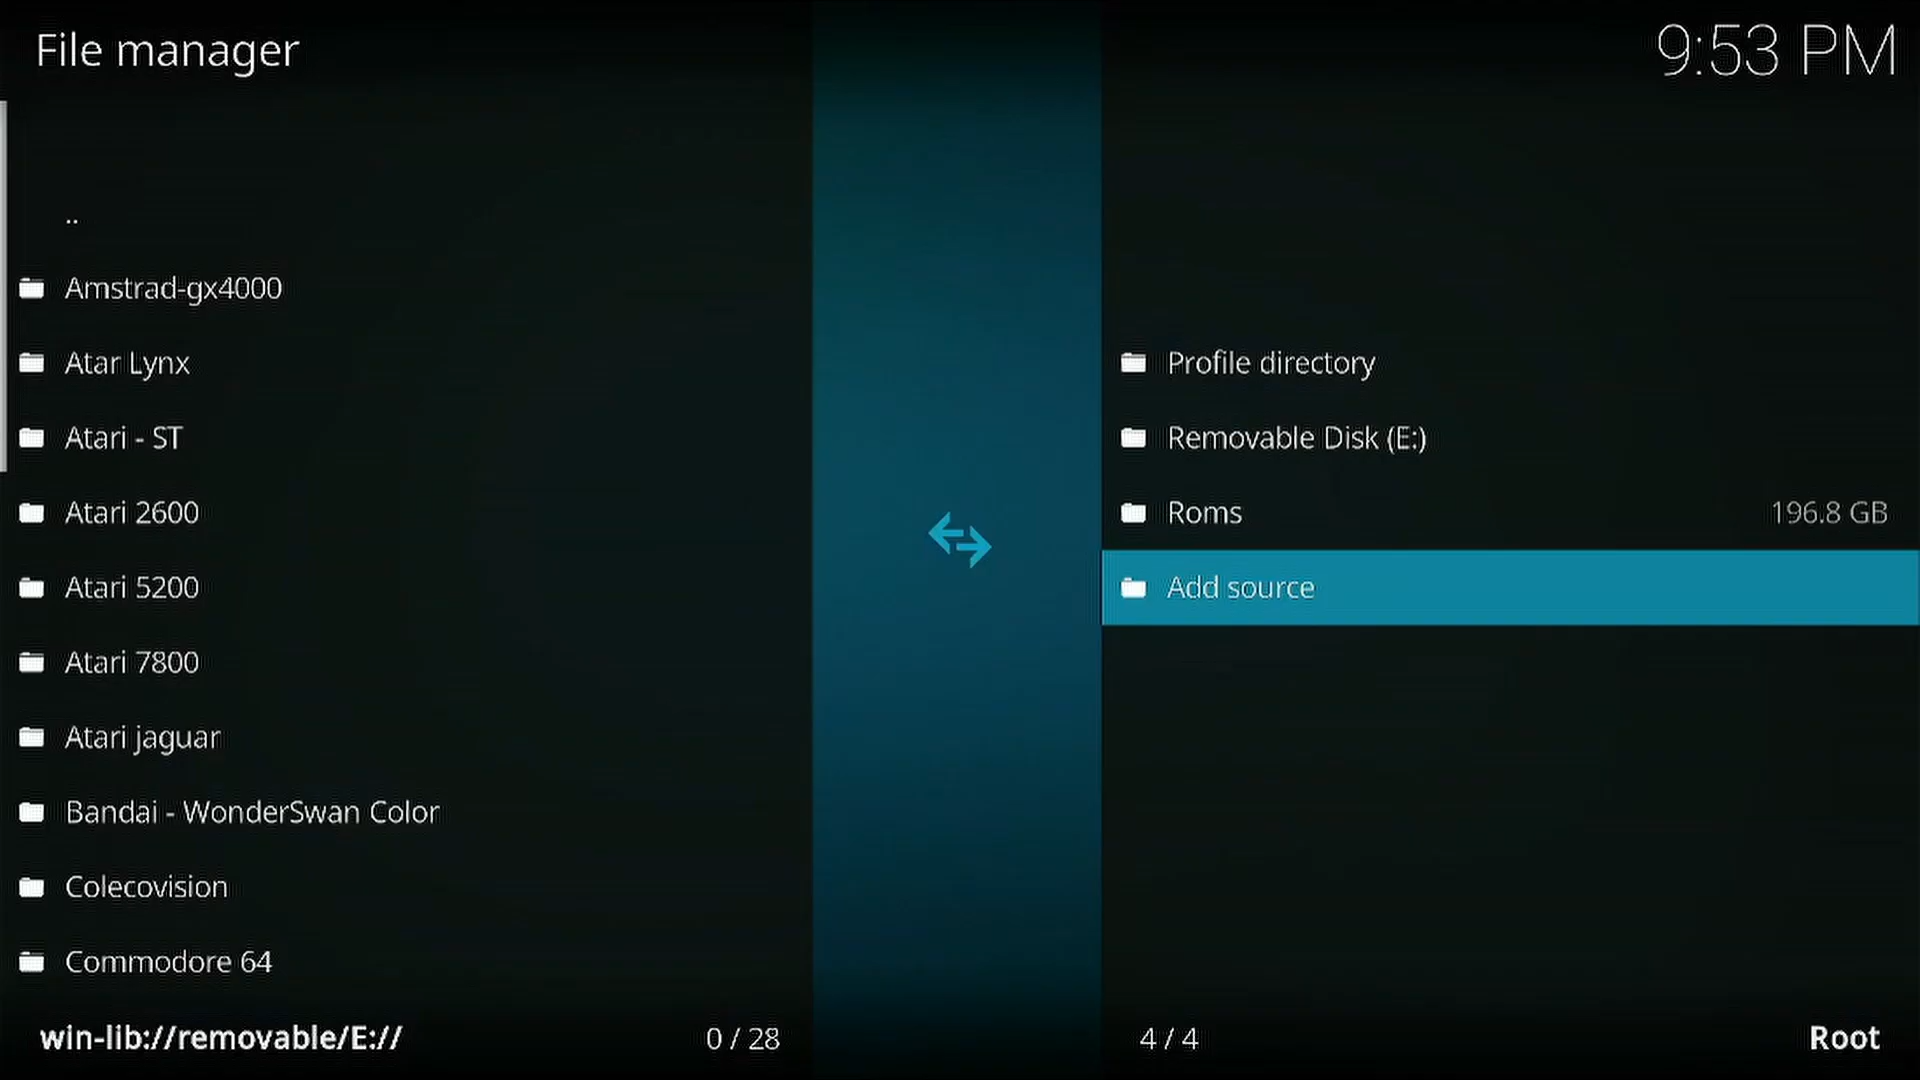 File manager
9:53 PM
..
Amstrad-gx4000
Atar Lynx
Atari - ST
Atari 2600
Atari 5200
Atari 7800
Atari jaguar
Bandai - WonderSwan Color
Colecovision
Commodore 64
win-lib://removable/E://
0 / 28
Profile directory
Removable Disk (E:)
Roms 196.8 GB
Add source
4 / 4
Root